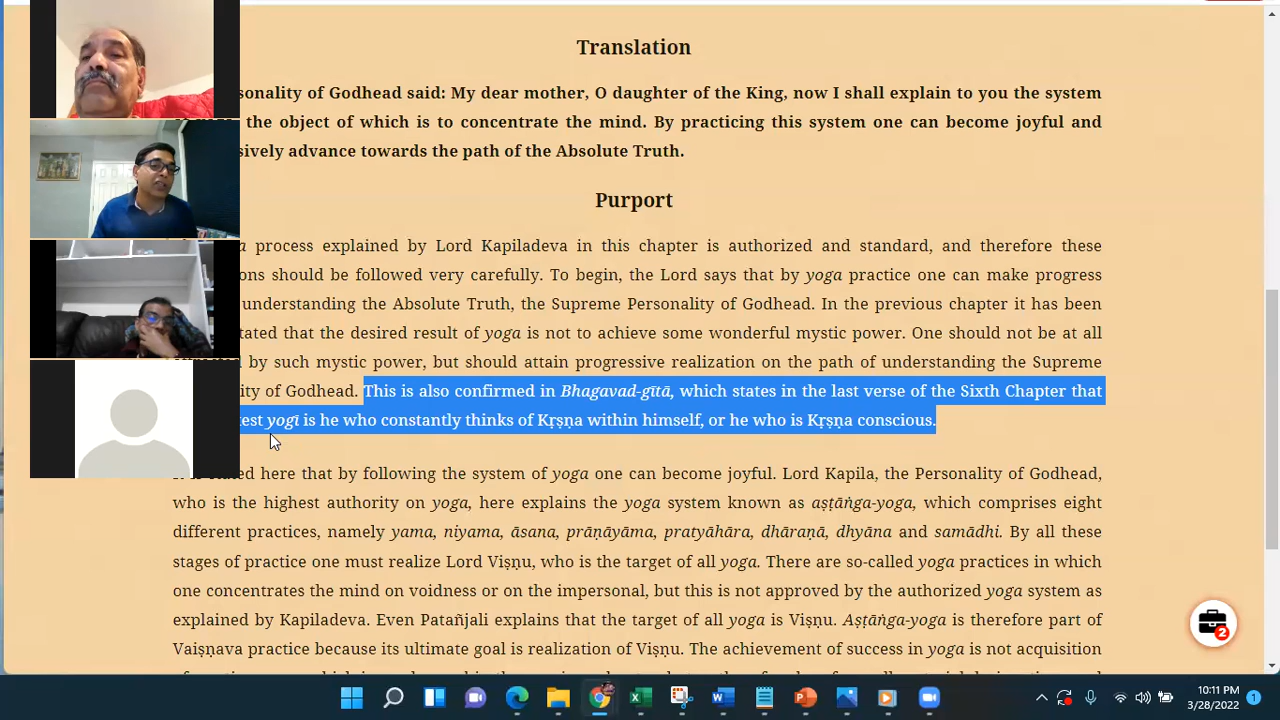 Translation
sonality of Godhead said: My dear mother, O daughter of the King, now I shall explain to you the system
the object of which is to concentrate the mind. By practicing this system one can become joyful and
sively advance towards the path of the Absolute Truth.
Purport
process explained by Lord Kapiladeva in this chapter is authorized and standard, and therefore these
ons should be followed very carefully. To begin, the Lord says that by yoga practice one can make progress
understanding the Absolute Truth, the Supreme Personality of Godhead. In the previous chapter it has been
tated that the desired result of yoga is not to achieve some wonderful mystic power. One should not be at all
by such mystic power, but should attain progressive realization on the path of understanding the Supreme
ity of Godhead. This is also confirmed in Bhagavad-gītā, which states in the last verse of the Sixth Chapter that
test yogī is he who constantly thinks of Kṛṣṇa within himself, or he who is Kṛṣṇa conscious.
It is stated here that by following the system of yoga one can become joyful. Lord Kapila, the Personality of Godhead,
who is the highest authority on yoga, here explains the yoga system known as aṣṭāṅga-yoga, which comprises eight
different practices, namely yama, niyama, āsana, prāṇāyāma, pratyāhāra, dhāraṇā, dhyāna and samādhi. By all these
stages of practice one must realize Lord Viṣṇu, who is the target of all yoga. There are so-called yoga practices in which
one concentrates the mind on voidness or on the impersonal, but this is not approved by the authorized yoga system as
explained by Kapiladeva. Even Patañjali explains that the target of all yoga is Viṣṇu. Aṣṭāṅga-yoga is therefore part of
Vaiṣṇava practice because its ultimate goal is realization of Viṣṇu. The achievement of success in yoga is not acquisition
2
10:11 PM
3/28/2022
1